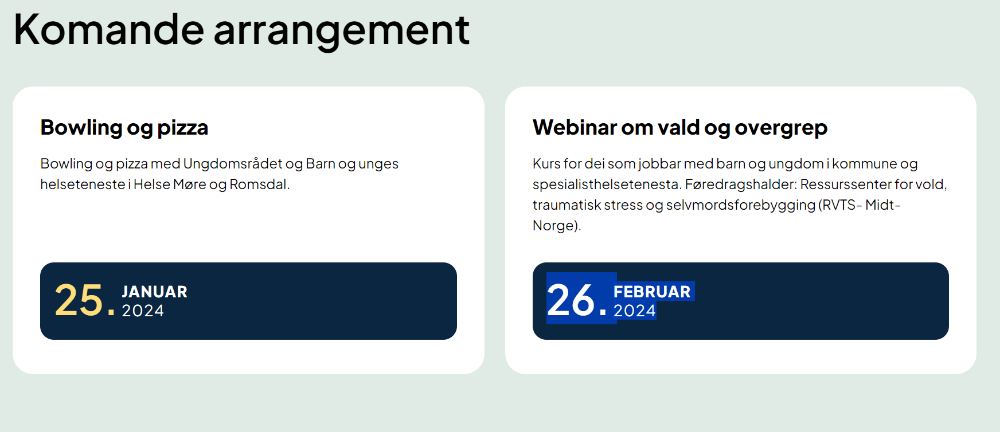 Komande arrangement
Bowling og pizza
Bowling og pizza med Ungdomsrådet og Barn og unges
helseteneste i Helse Møre og Romsdal.
25. JANUAR
2024
Webinar om vald og overgrep
Kurs for dei som jobbar med barn og ungdom i kommune og
spesialisthelsetenesta. Føredragshalder: Ressurssenter for vold,
traumatisk stress og selvmordsforebygging (RVTS- Midt-
Norge).
26. FEBRUAR
2024